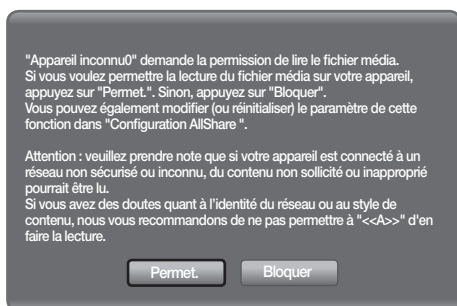 "Appareil inconnu0" demande la permission de lire le fichier média.
Si vous voulez permettre la lecture du fichier média sur votre appareil,
appuyez sur "Permet.". Sinon, appuyez sur "Bloquer".
Vous pouvez également modifier (ou réinitialiser) le paramètre de cette
fonction dans "Configuration AllShare ".
Attention : veuillez prendre note que si votre appareil est connecté à un
réseau non sécurisé ou inconnu, du contenu non sollicité ou inapproprié
pourrait être lu.
Si vous avez des doutes quant à l'identité du réseau ou au style de
contenu, nous vous recommandons de ne pas permettre à "<<A>>" d'en
faire la lecture.
Permet.
Bloquer